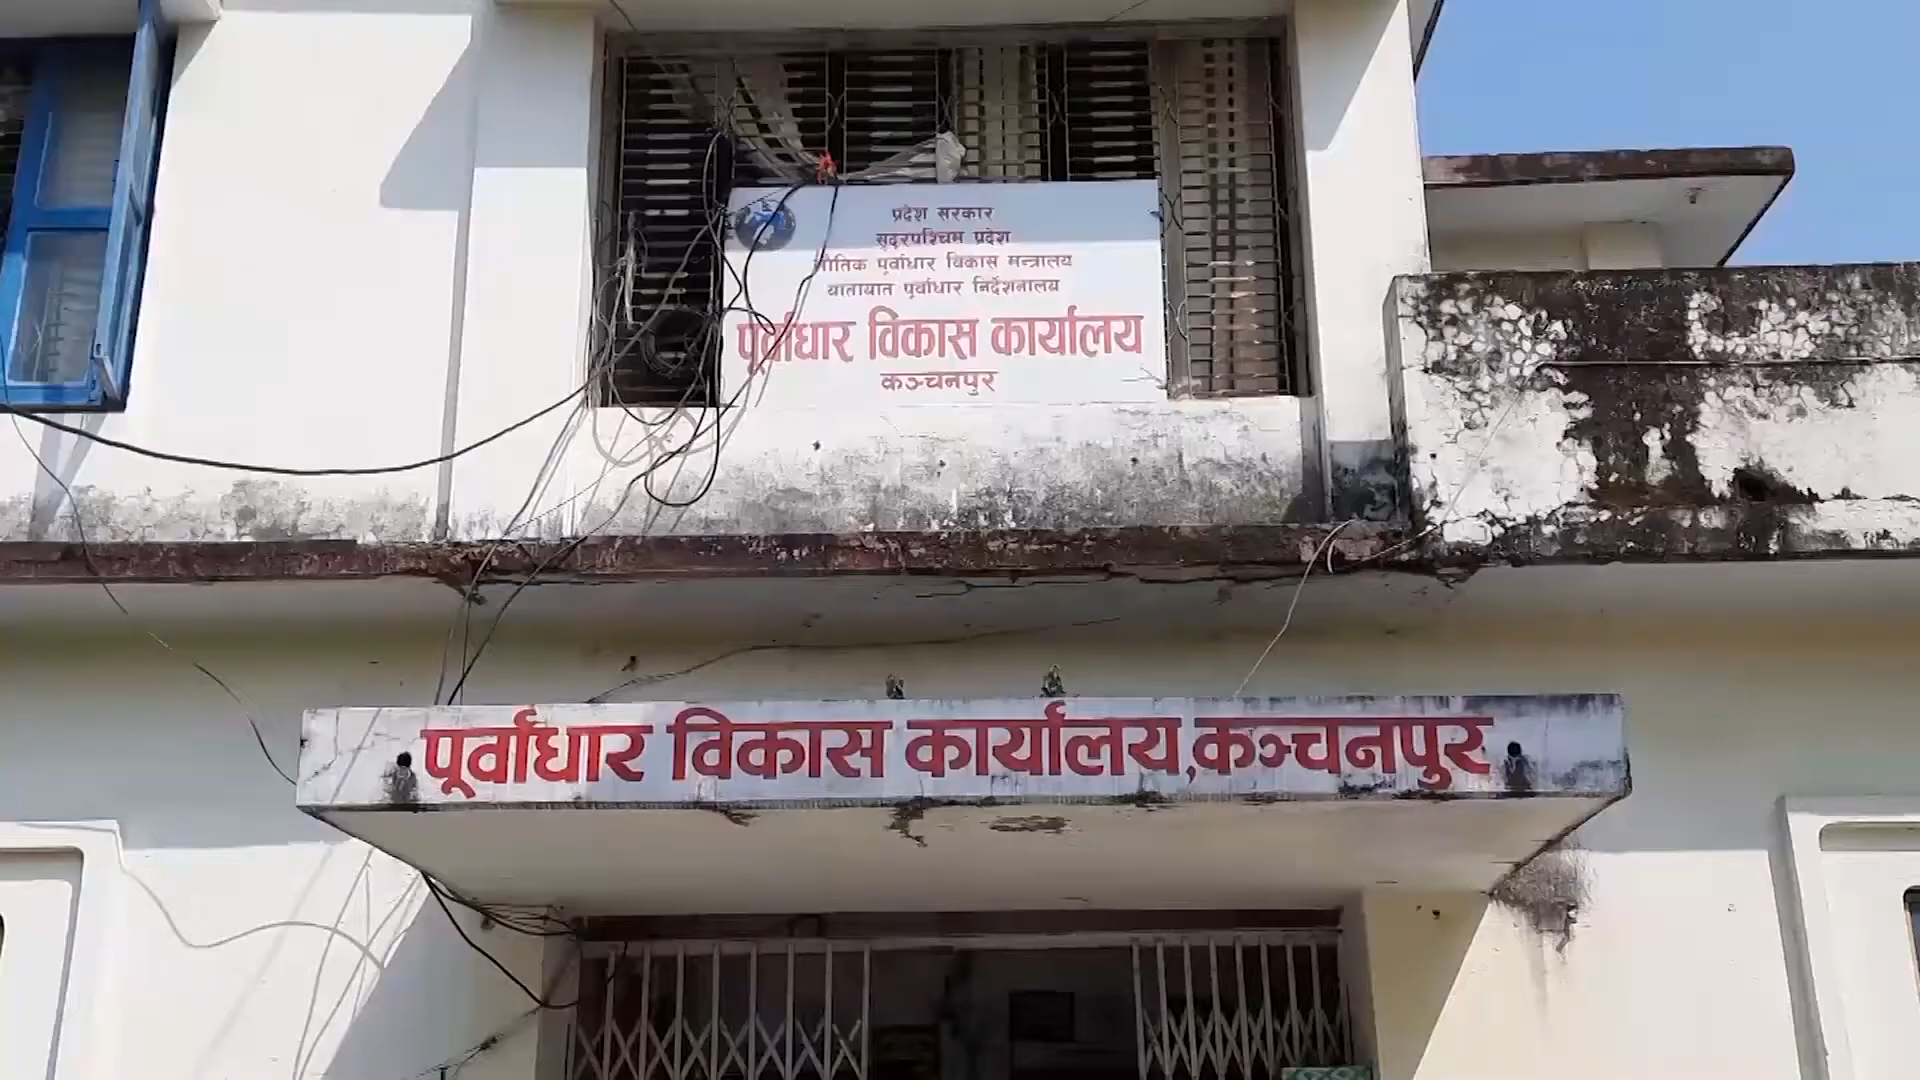 प्रदेश सरकार
सुदूरपश्चिम प्रदेश
भौतिक पूर्वाधार विकास मन्त्रालय
यातायात पूर्वाधार निर्देशनालय
पूर्वाधार विकास कार्यालय
कञ्चनपुर
पूर्वाधार विकास कार्यालय,कञ्चनपुर